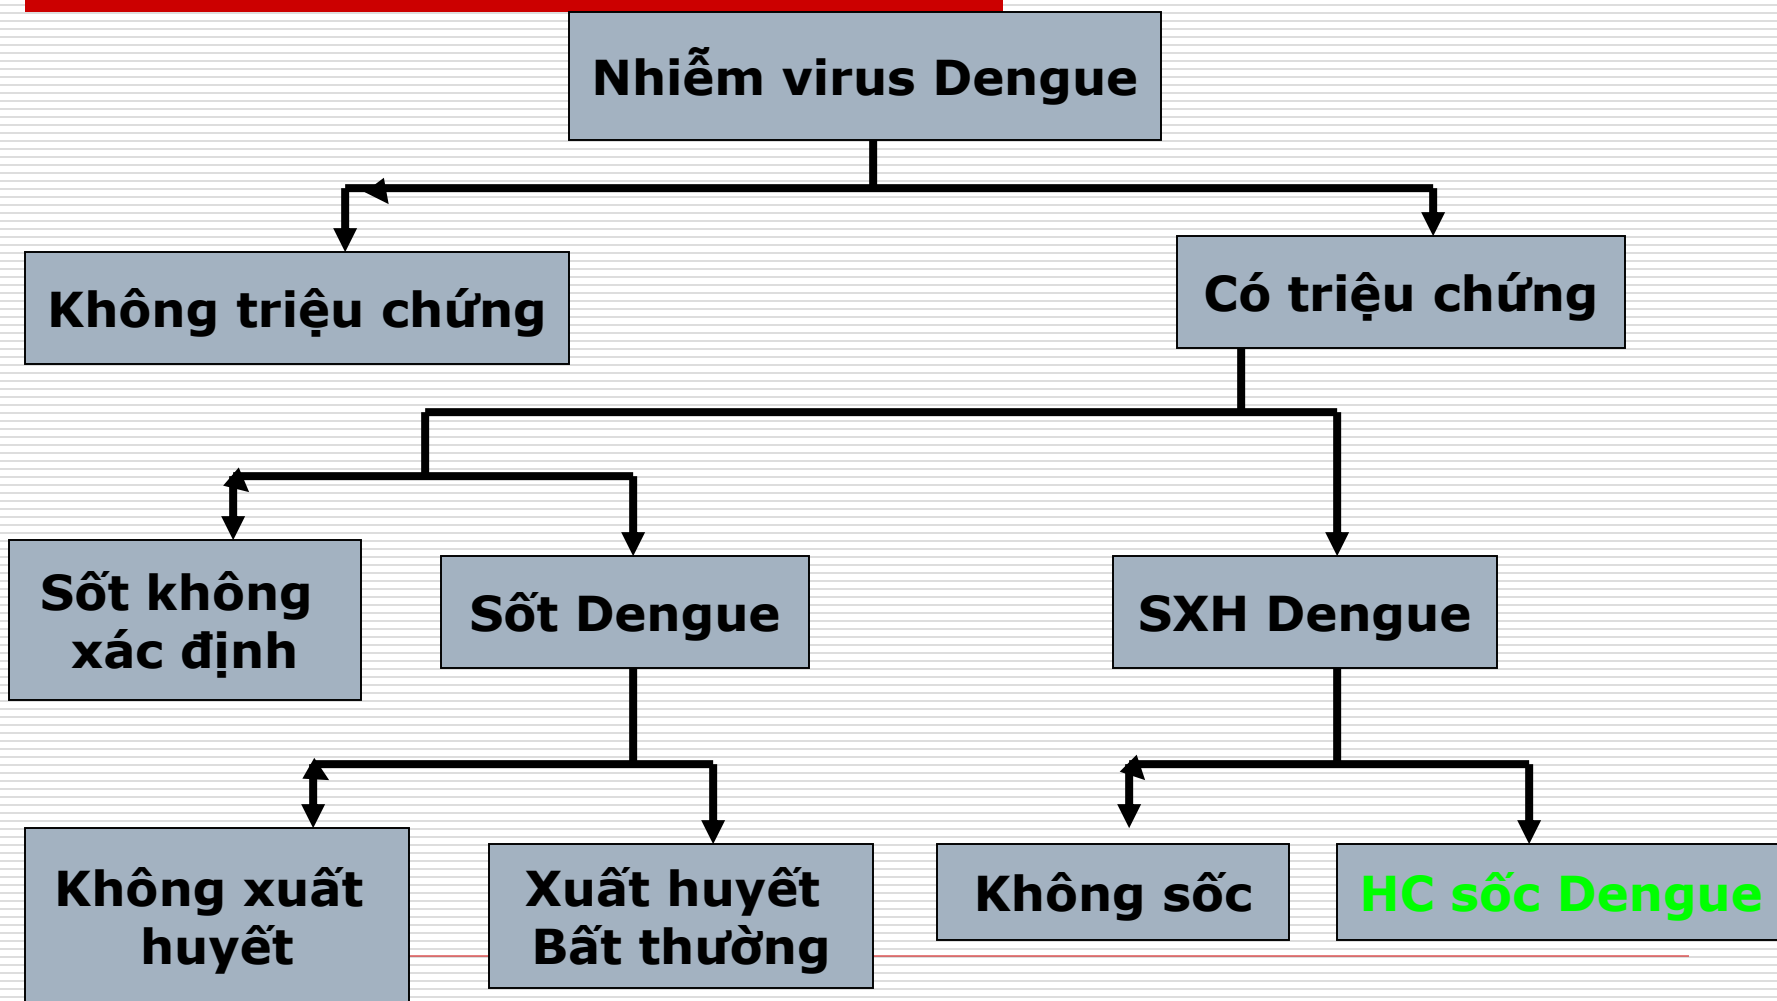 Nhiễm virus Dengue
Không triệu chứng
Có triệu chứng
Sốt không
xác định
Sốt Dengue
SXH Dengue
Không xuất
huyết
Xuất huyết
Bất thường
Không sốc
HC sốc Dengue